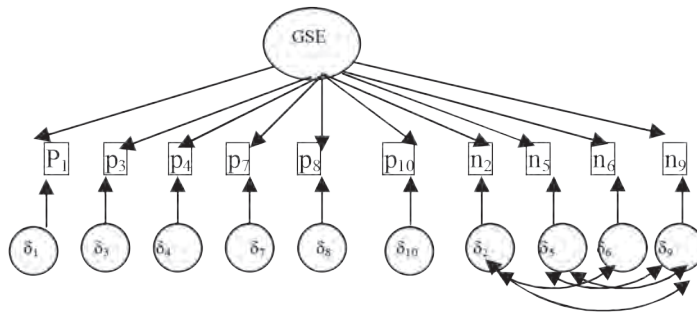 GSE
P₁ p₃ p₄ p₇ p₈ p₁₀ n₂ n₅ n₆ n₉
δ₁ δ₃ δ₄ δ₇ δ₈ δ₁₀ δ₂ δ₅ δ₆ δ₉